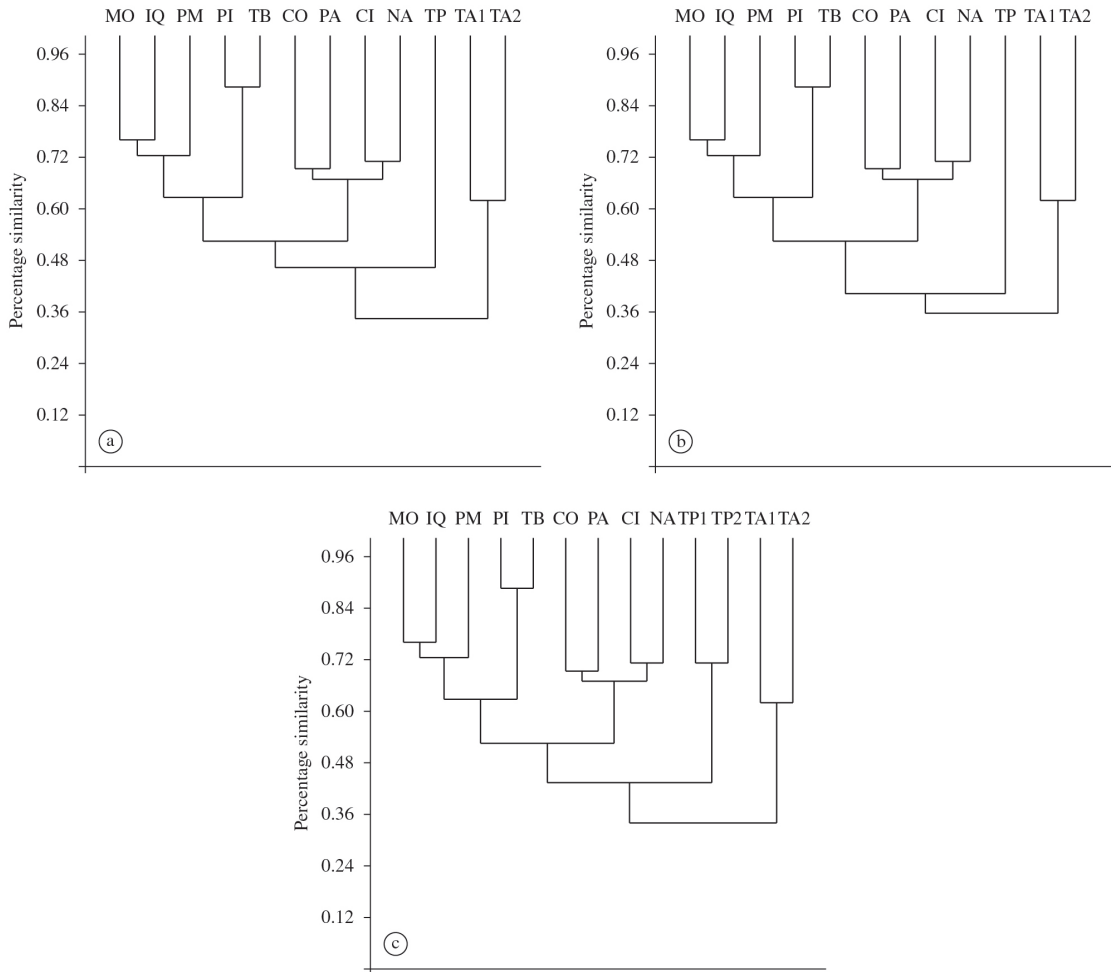 MO IQ PM PI TB CO PA CI NA TP TA1 TA2
0.96
0.84
0.72
0.60
0.48
0.36
0.24
0.12
Percentage similarity
a
MO IQ PM PI TB CO PA CI NA TP TA1 TA2
0.96
0.84
0.72
0.60
0.48
0.36
0.24
0.12
Percentage similarity
b
MO IQ PM PI TB CO PA CI NA TP1 TP2 TA1 TA2
0.96
0.84
0.72
0.60
0.48
0.36
0.24
0.12
Percentage similarity
c